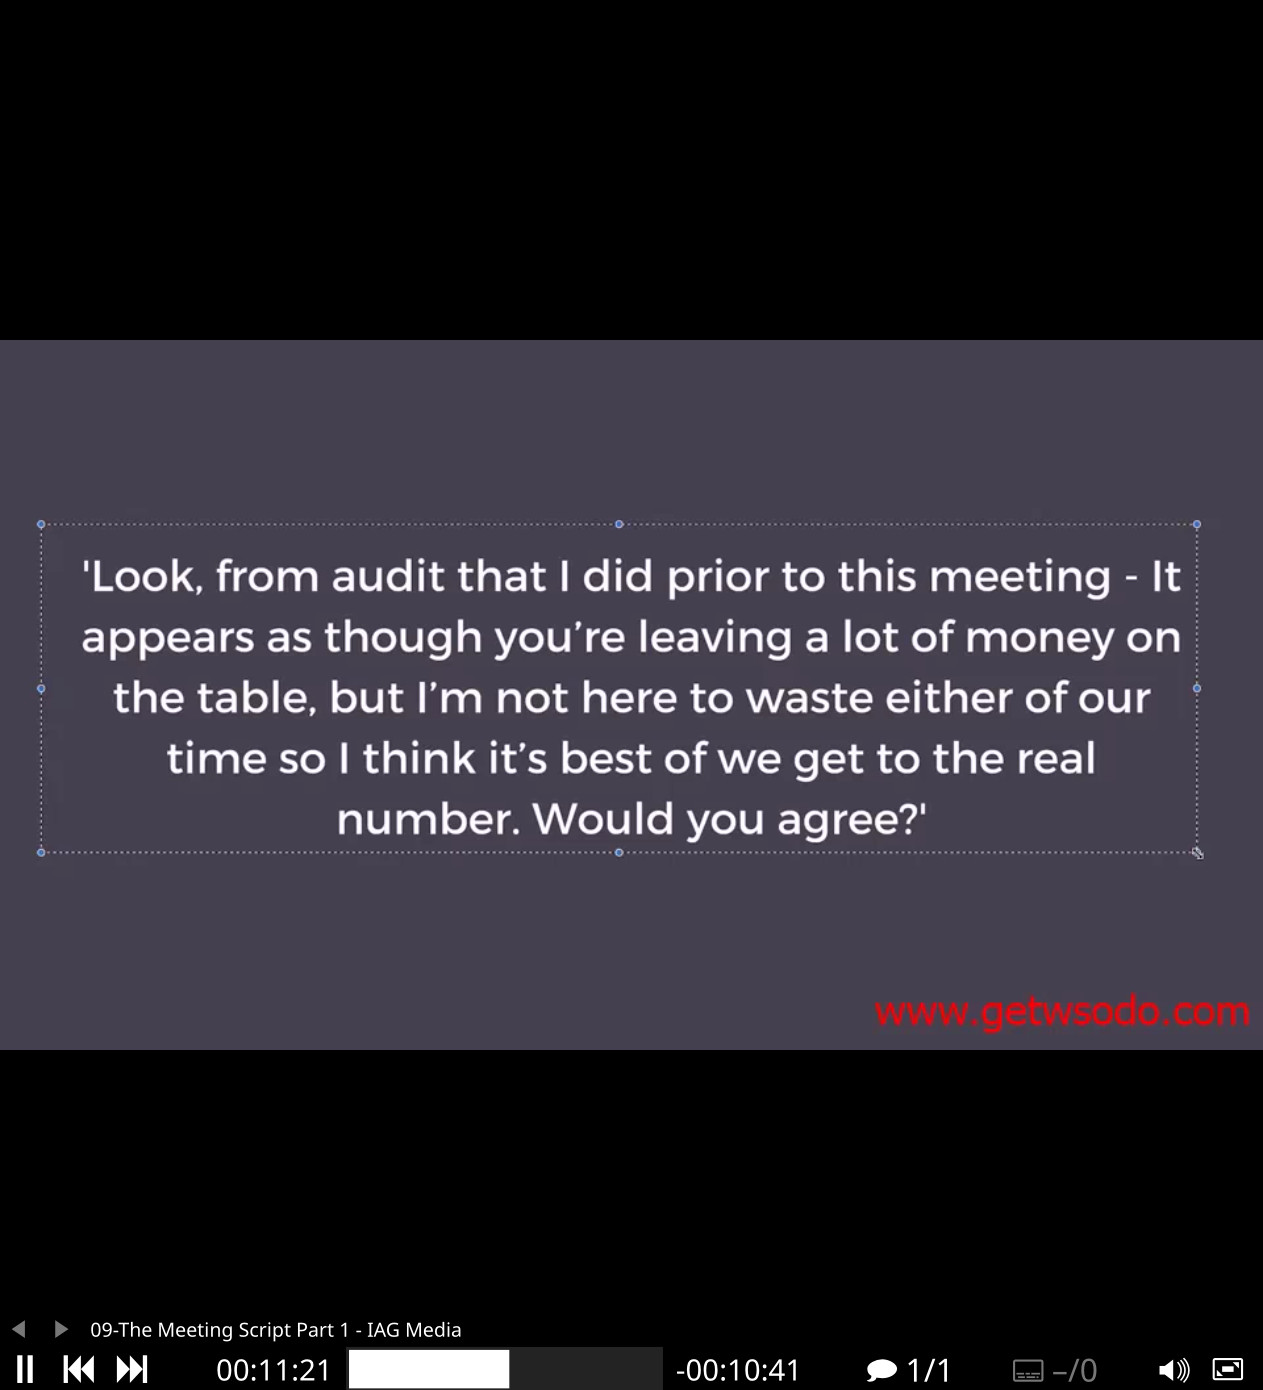 'Look, from audit that I did prior to this meeting - It
appears as though you’re leaving a lot of money on
the table, but I’m not here to waste either of our
time so I think it’s best of we get to the real
number. Would you agree?'
www.getwsodo.com
09-The Meeting Script Part 1 - IAG Media
00:11:21 -00:10:41 1/1 –/0